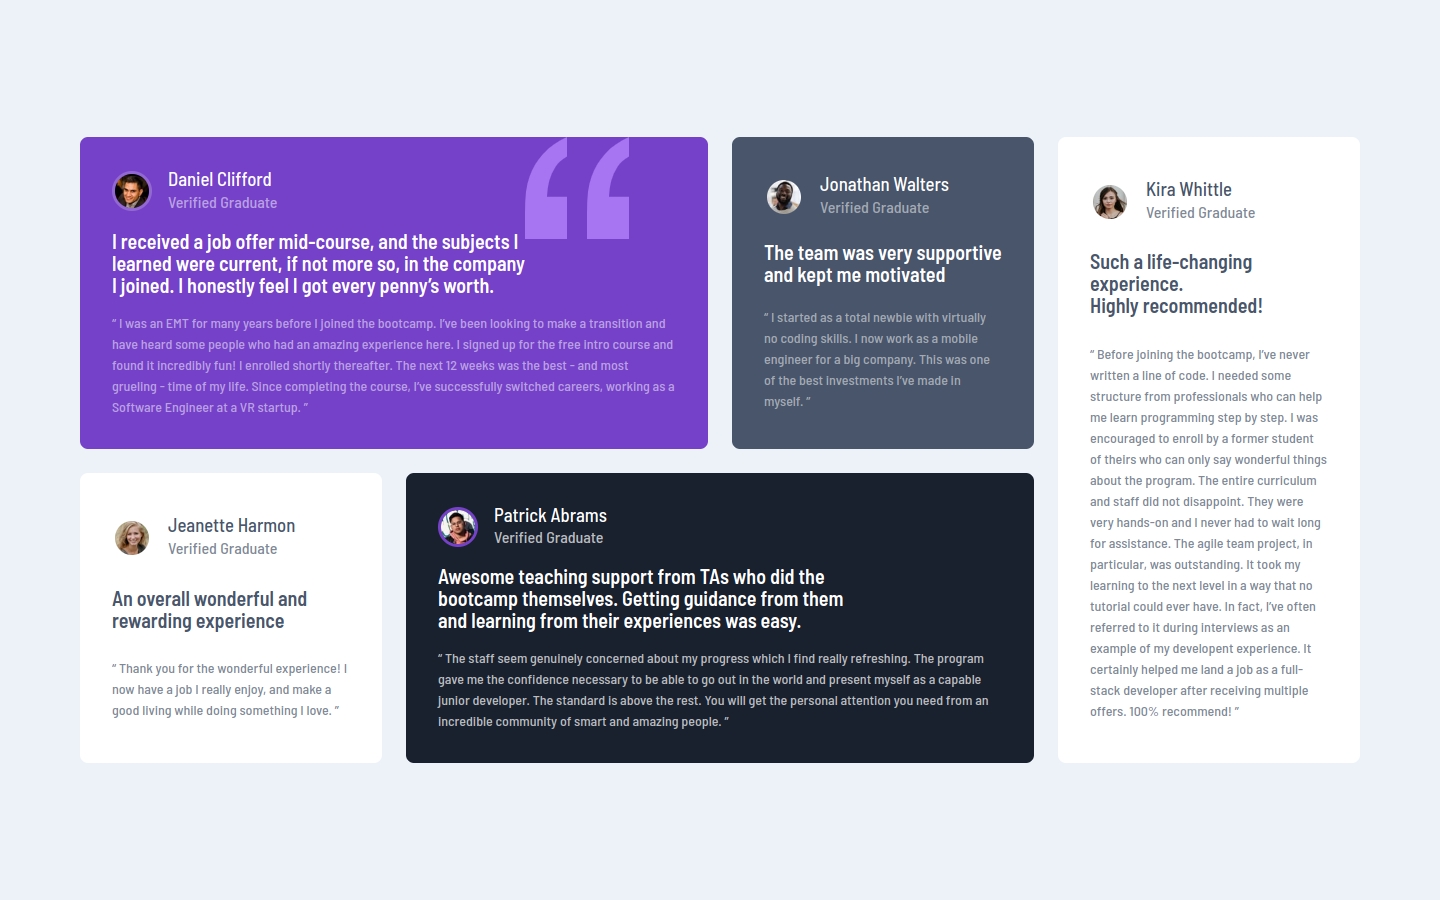 Daniel Clifford
Verified Graduate
I received a job offer mid-course, and the subjects I
learned were current, if not more so, in the company
I joined. I honestly feel I got every penny’s worth.
“ I was an EMT for many years before I joined the bootcamp. I’ve been looking to make a transition and
have heard some people who had an amazing experience here. I signed up for the free intro course and
found it incredibly fun! I enrolled shortly thereafter. The next 12 weeks was the best - and most
grueling - time of my life. Since completing the course, I’ve successfully switched careers, working as a
Software Engineer at a VR startup. ”
Jonathan Walters
Verified Graduate
The team was very supportive
and kept me motivated
“ I started as a total newbie with virtually
no coding skills. I now work as a mobile
engineer for a big company. This was one
of the best investments I’ve made in
myself. ”
Kira Whittle
Verified Graduate
Such a life-changing
experience.
Highly recommended!
“ Before joining the bootcamp, I’ve never
written a line of code. I needed some
structure from professionals who can help
me learn programming step by step. I was
encouraged to enroll by a former student
of theirs who can only say wonderful things
about the program. The entire curriculum
and staff did not disappoint. They were
very hands-on and I never had to wait long
for assistance. The agile team project, in
particular, was outstanding. It took my
learning to the next level in a way that no
tutorial could ever have. In fact, I’ve often
referred to it during interviews as an
example of my developent experience. It
certainly helped me land a job as a full-
stack developer after receiving multiple
offers. 100% recommend! ”
Jeanette Harmon
Verified Graduate
An overall wonderful and
rewarding experience
“ Thank you for the wonderful experience! I
now have a job I really enjoy, and make a
good living while doing something I love. ”
Patrick Abrams
Verified Graduate
Awesome teaching support from TAs who did the
bootcamp themselves. Getting guidance from them
and learning from their experiences was easy.
“ The staff seem genuinely concerned about my progress which I find really refreshing. The program
gave me the confidence necessary to be able to go out in the world and present myself as a capable
junior developer. The standard is above the rest. You will get the personal attention you need from an
incredible community of smart and amazing people. ”